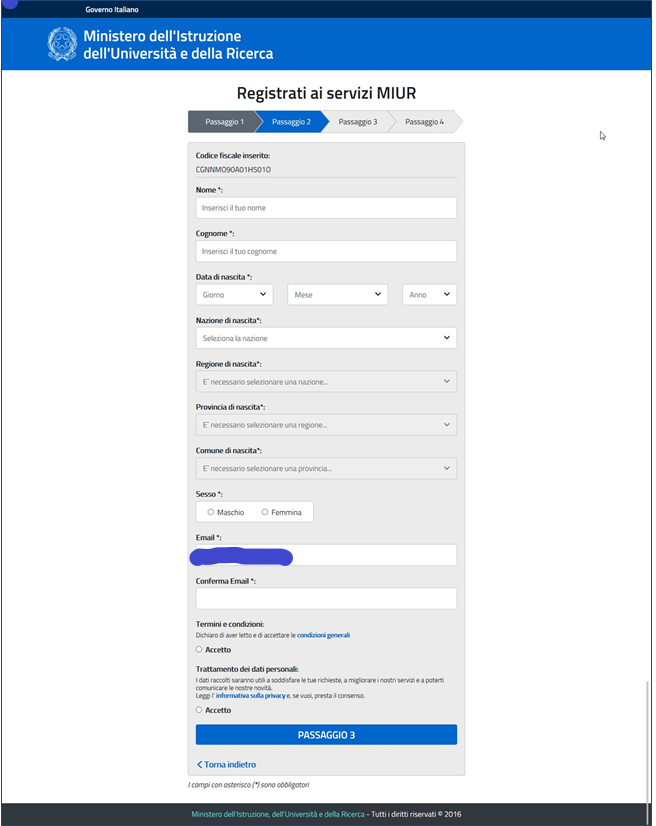 Governo Italiano
Ministero dell'Istruzione
dell'Università e della Ricerca
Registrati ai servizi MIUR
Passaggio 1 Passaggio 2 Passaggio 3 Passaggio 4
Codice fiscale inserito:
CGNNMO90A01H501O
Nome *:
Inserisci il tuo nome
Cognome *:
Inserisci il tuo cognome
Data di nascita *:
Giorno Mese Anno
Nazione di nascita*:
Seleziona la nazione
Regione di nascita*:
E' necessario selezionare una nazione...
Provincia di nascita*:
E' necessario selezionare una regione...
Comune di nascita*:
E' necessario selezionare una provincia...
Sesso *:
Maschio Femmina
Email *:
Conferma Email *:
Termini e condizioni:
Dichiaro di aver letto e di accettare le condizioni generali
Accetto
Trattamento dei dati personali:
I dati raccolti saranno utili a soddisfare le tue richieste, a migliorare i nostri servizi e a poterti
comunicare le nostre novità.
Leggi l' informativa sulla privacy e, se vuoi, presta il consenso.
Accetto
PASSAGGIO 3
Torna indietro
I campi con asterisco (*) sono obbligatori
Ministero dell'Istruzione, dell'Università e della Ricerca - Tutti i diritti riservati © 2016